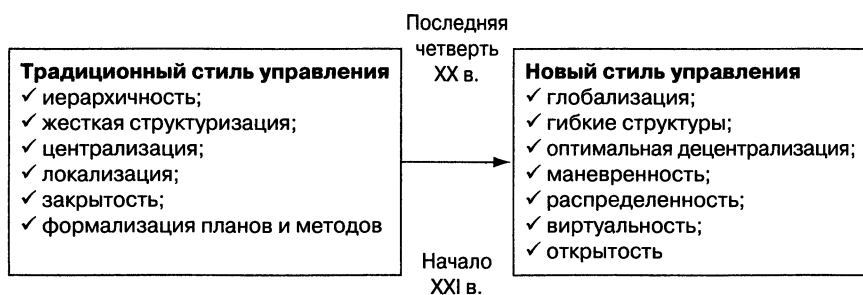 Последняя
четверть
XX в.
Традиционный стиль управления
✓ иерархичность;
✓ жесткая структуризация;
✓ централизация;
✓ локализация;
✓ закрытость;
✓ формализация планов и методов
Новый стиль управления
✓ глобализация;
✓ гибкие структуры;
✓ оптимальная децентрализация;
✓ маневренность;
✓ распределенность;
✓ виртуальность;
✓ открытость
Начало
XXI в.